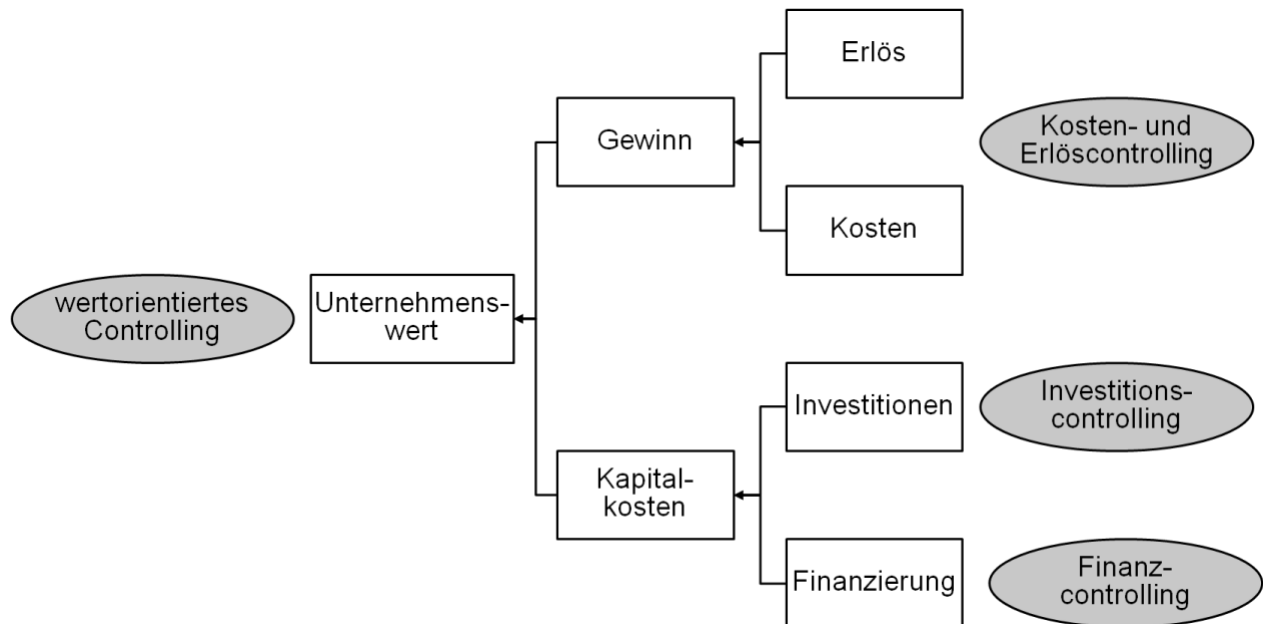 Erlös
Gewinn
Kosten- und
Erlöscontrolling
Kosten
wertorientiertes
Controlling
Unternehmens-
wert
Investitionen
Investitions-
controlling
Kapital-
kosten
Finanzierung
Finanz-
controlling